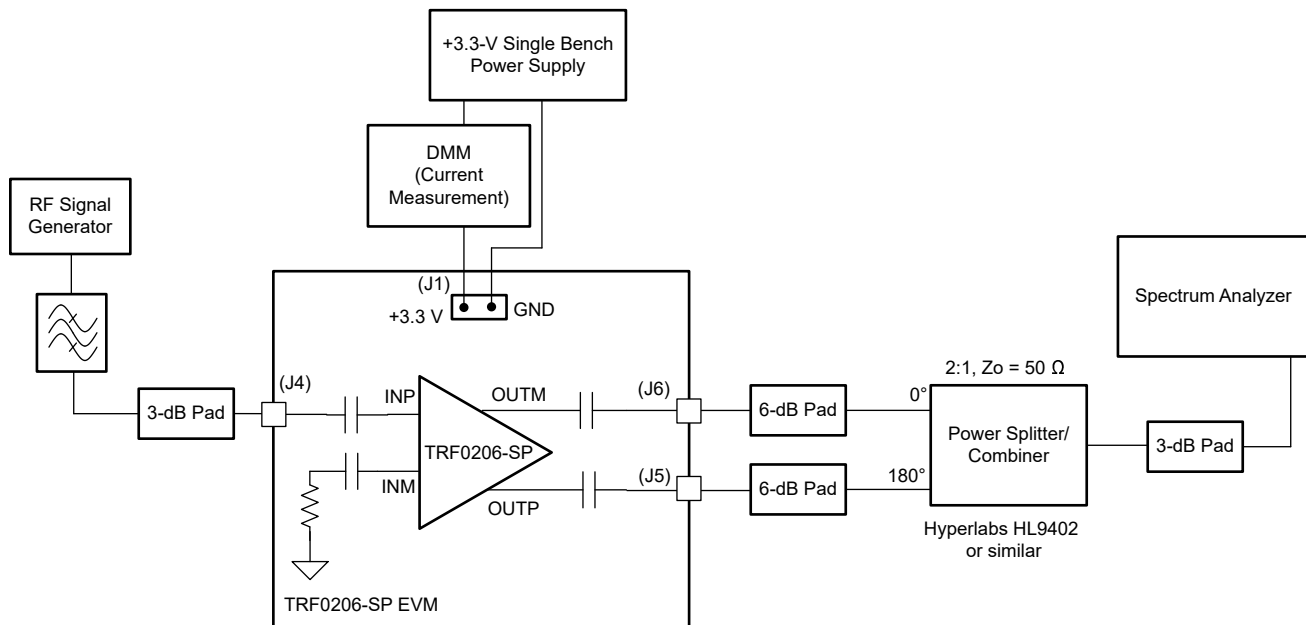 +3.3-V Single Bench
Power Supply
DMM
(Current
Measurement)
RF Signal
Generator
(J1)
+3.3 V
GND
Spectrum Analyzer
(J4)
3-dB Pad
INP
INM
TRF0206-SP
OUTM
OUTP
(J6)
(J5)
6-dB Pad
6-dB Pad
0°
180°
2:1, Zo = 50 Ω
Power Splitter/
Combiner
3-dB Pad
Hyperlabs HL9402
or similar
TRF0206-SP EVM